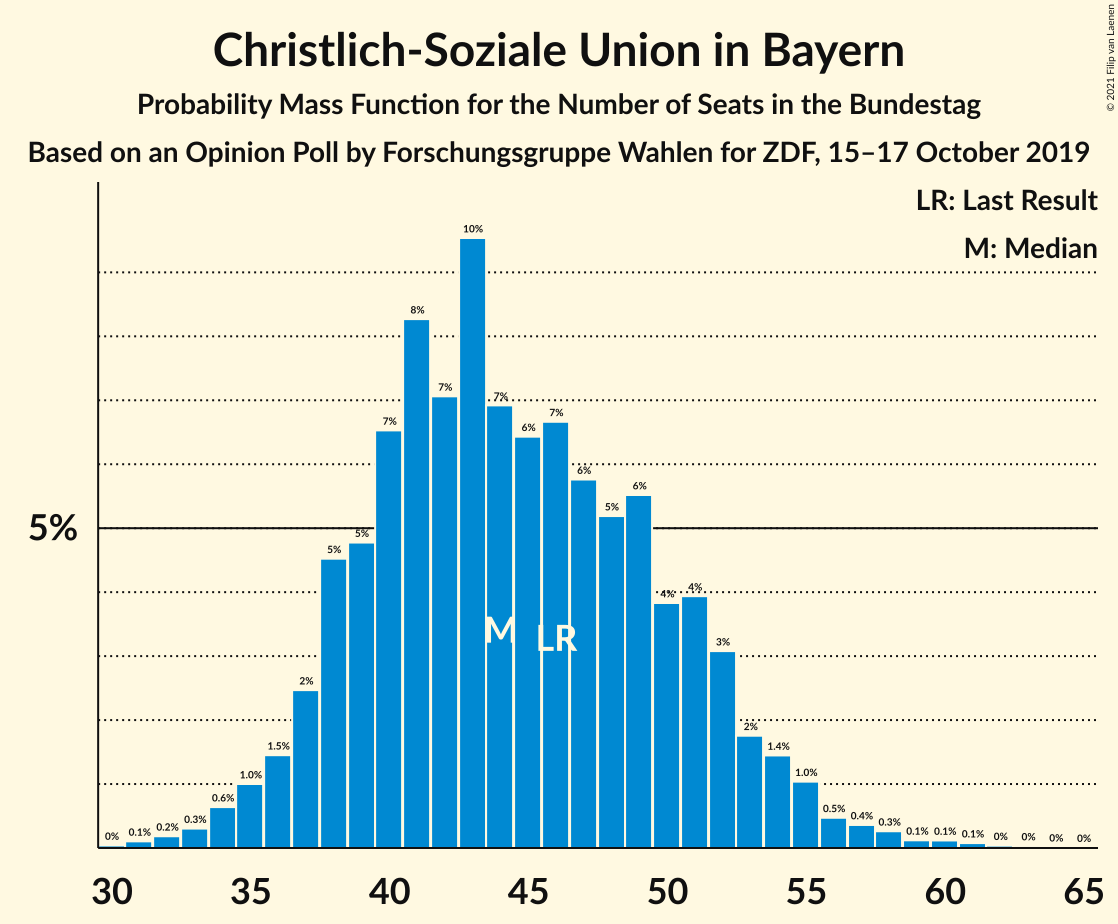 Christlich-Soziale Union in Bayern
Probability Mass Function for the Number of Seats in the Bundestag
Based on an Opinion Poll by Forschungsgruppe Wahlen for ZDF, 15–17 October 2019
© 2021 Filip van Laenen
LR: Last Result
M: Median
5%
0% 0.1% 0.2% 0.3% 0.6% 1.0% 1.5% 2% 5% 5% 7% 8% 7% 10% 7% 6% 7% 6% 5% 6% 4% 4% 3% 2% 1.4% 1.0% 0.5% 0.4% 0.3% 0.1% 0.1% 0.1% 0% 0% 0% 0%
M LR
30 35 40 45 50 55 60 65